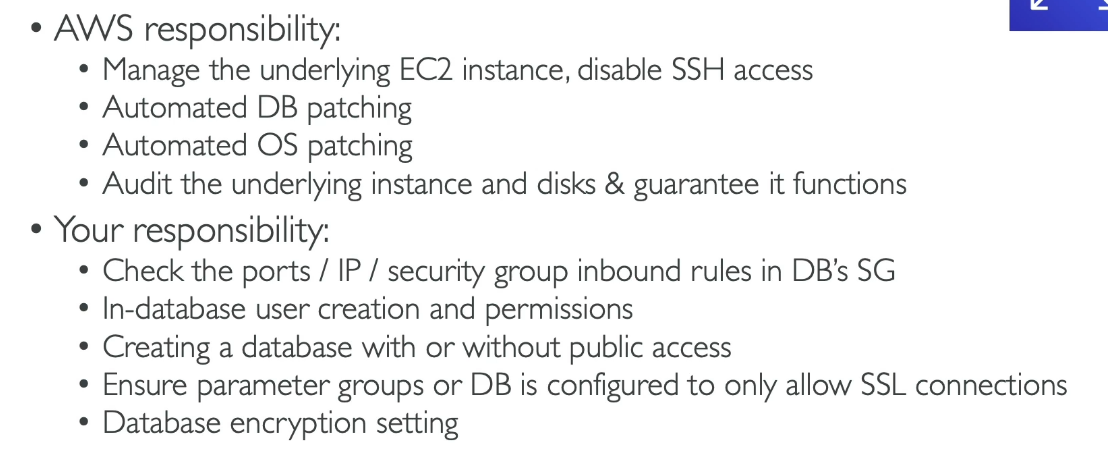 • AWS responsibility:
• Manage the underlying EC2 instance, disable SSH access
• Automated DB patching
• Automated OS patching
• Audit the underlying instance and disks & guarantee it functions
• Your responsibility:
• Check the ports / IP / security group inbound rules in DB's SG
• In-database user creation and permissions
• Creating a database with or without public access
• Ensure parameter groups or DB is configured to only allow SSL connections
• Database encryption setting